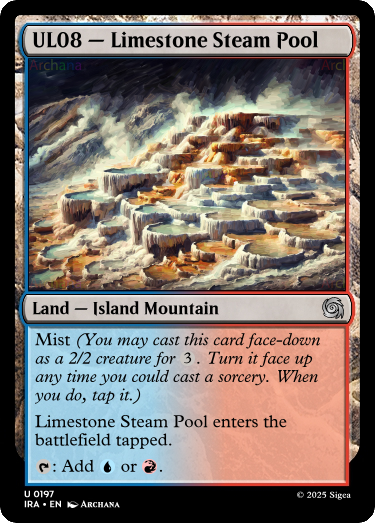 UL08 — Limestone Steam Pool
Archana
Land — Island Mountain
Mist (You may cast this card face-down
as a 2/2 creature for 3. Turn it face up
any time you could cast a sorcery. When
you do, tap it.)
Limestone Steam Pool enters the
battlefield tapped.
: Add or .
U 0197
IRA • EN Archana
© 2025 Sigea